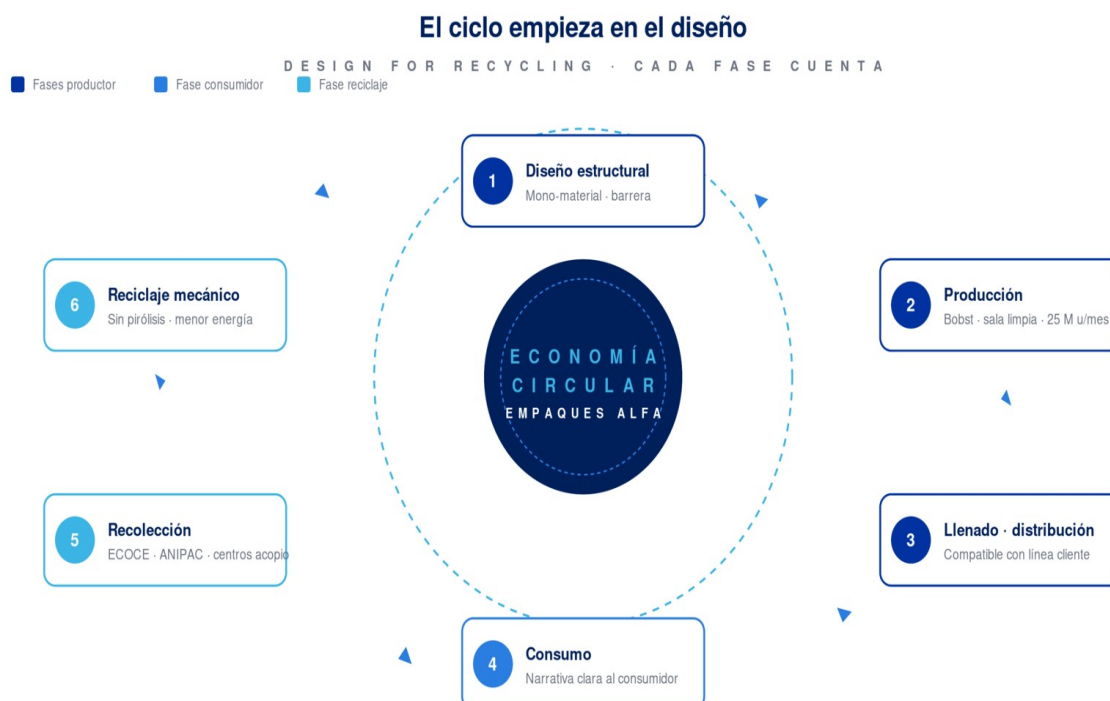 El ciclo empieza en el diseño
DESIGN FOR RECYCLING · CADA FASE CUENTA
Fases productor
Fase consumidor
Fase reciclaje
1
Diseño estructural
Mono-material · barrera
6
Reciclaje mecánico
Sin pirólisis · menor energía
2
Producción
Bobst · sala limpia · 25 M u/mes
ECONOMÍA
CIRCULAR
EMPAQUES ALFA
5
Recolección
ECOCE · ANIPAC · centros acopio
3
Llenado · distribución
Compatible con línea cliente
4
Consumo
Narrativa clara al consumidor